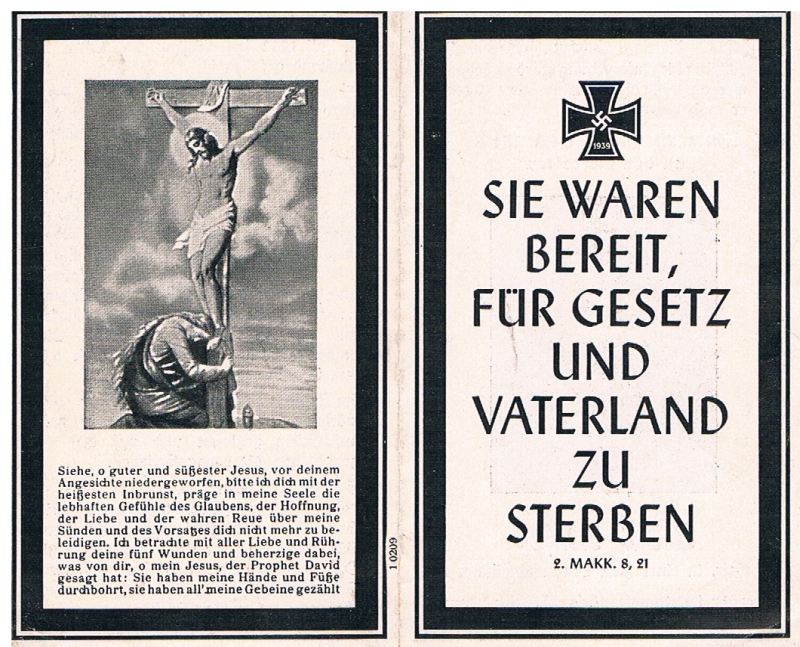 Siehe, o guter und süßester Jesus, vor deinem
Angesichte niedergeworfen, bitte ich dich mit der
heißesten Inbrunst, präge in meine Seele die
lebhaften Gefühle des Glaubens, der Hoffnung,
der Liebe und der wahren Reue über meine
Sünden und des Vorsatzes dich nicht mehr zu be-
leidigen. Ich betrachte mit aller Liebe und Rüh-
rung deine fünf Wunden und beherzige dabei,
was von dir, o mein Jesus, der Prophet David
gesagt hat: Sie haben meine Hände und Füße
durchbohrt, sie haben all' meine Gebeine gezählt
1 0209
1939
SIE WAREN
BEREIT,
FÜR GESETZ
UND
VATERLAND
ZU
STERBEN
2. MAKK. 8, 21